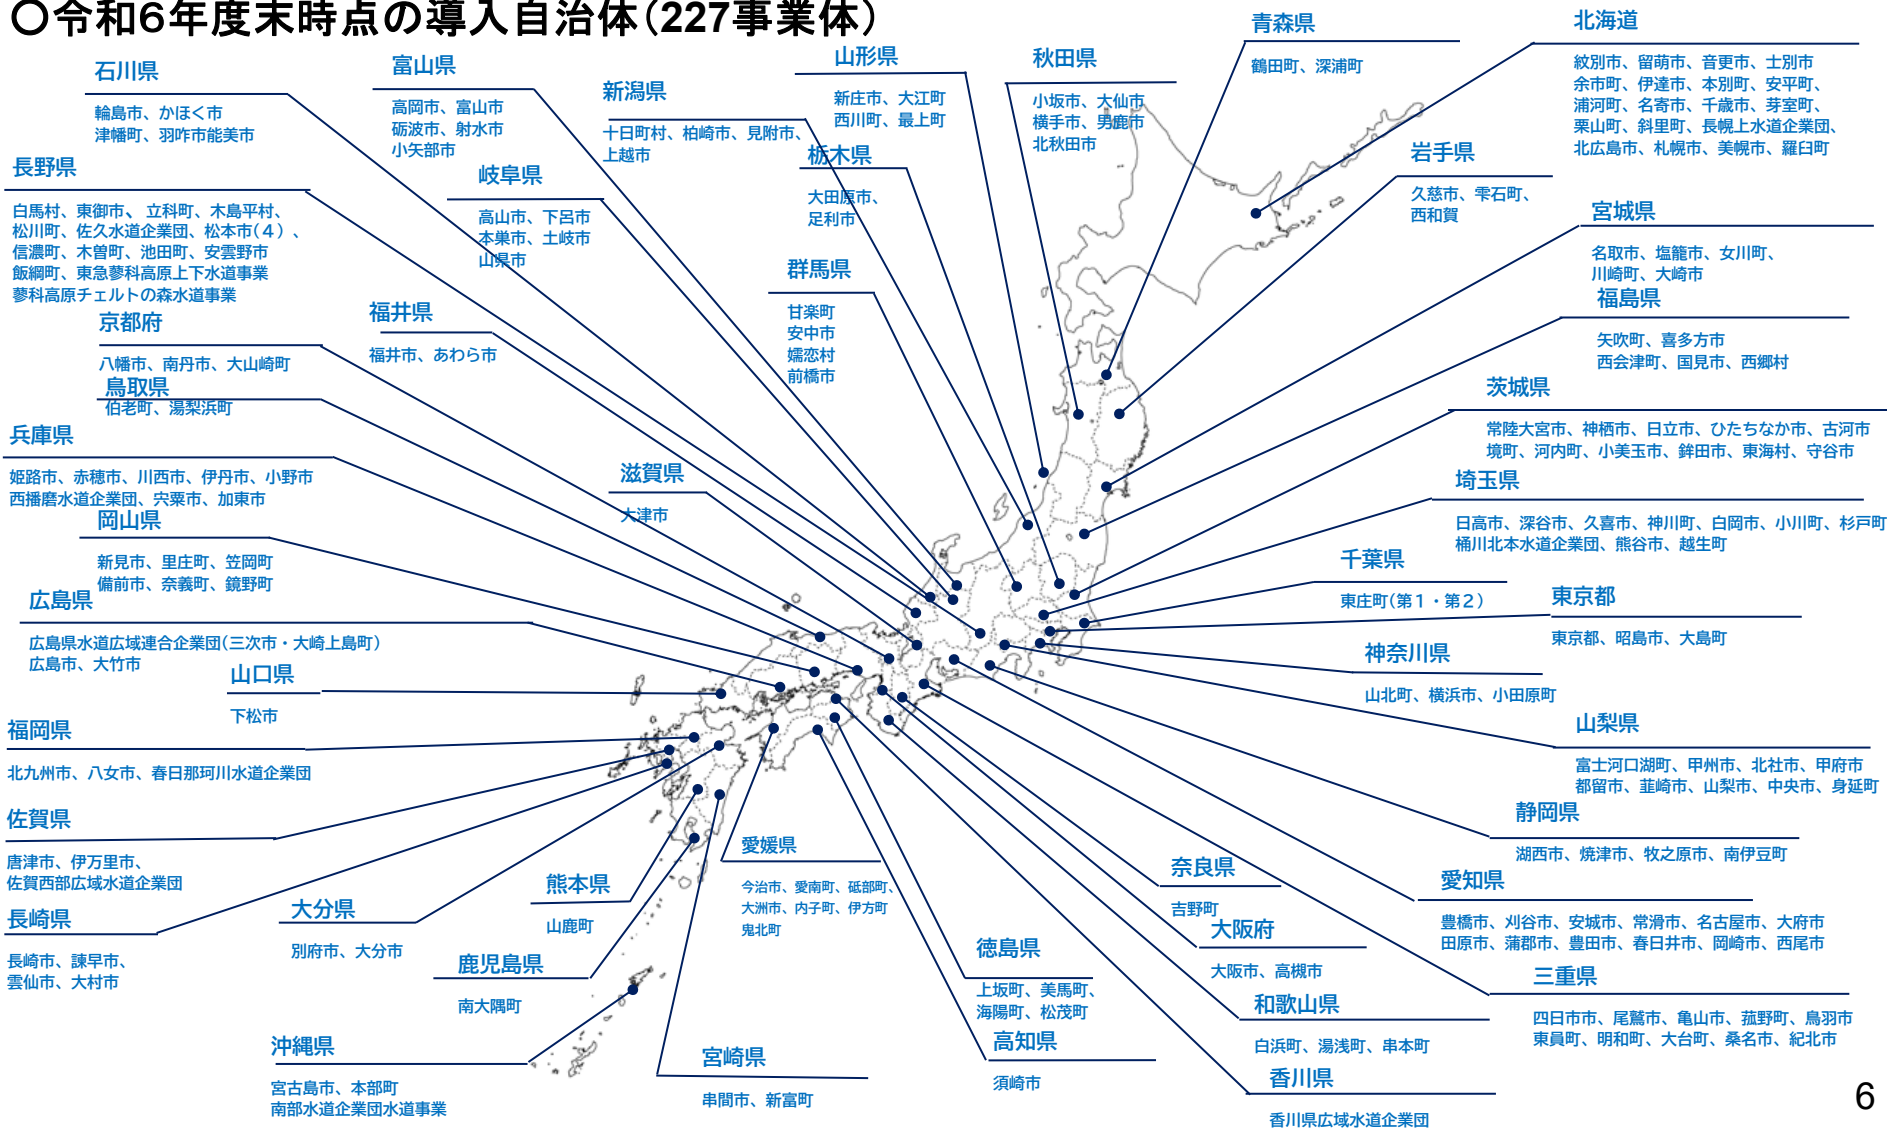 〇令和６年度末時点の導入自治体（227事業体）
青森県
鶴田町、深浦町
北海道
紋別市、留萌市、音更市、士別市
余市町、伊達市、本別町、安平町、
浦河町、名寄市、千歳市、芽室町、
栗山町、斜里町、長幌上水道企業団、
北広島市、札幌市、美幌市、羅臼町
石川県
輪島市、かほく市
津幡町、羽咋市能美市
富山県
高岡市、富山市
砺波市、射水市
小矢部市
新潟県
十日町村、柏崎市、見附市、
上越市
山形県
新庄市、大江町
西川町、最上町
秋田県
小坂市、大仙市
横手市、男鹿市
北秋田市
岩手県
久慈市、雫石町、
西和賀
長野県
白馬村、東御市、立科町、木島平村、
松川町、佐久水道企業団、松本市（４）、
信濃町、木曽町、池田町、安雲野市
飯綱町、東急蓼科高原上下水道事業
蓼科高原チェルトの森水道事業
岐阜県
高山市、下呂市
本巣市、土岐市
山県市
栃木県
大田原市、
足利市
宮城県
名取市、塩竈市、女川町、
川崎町、大崎市
群馬県
甘楽町
安中市
嬬恋村
前橋市
福島県
矢吹町、喜多方市
西会津町、国見市、西郷村
京都府
八幡市、南丹市、大山崎町
福井県
福井市、あわら市
鳥取県
伯老町、湯梨浜町
茨城県
常陸大宮市、神栖市、日立市、ひたちなか市、古河市
境町、河内町、小美玉市、鉾田市、東海村、守谷市
兵庫県
姫路市、赤穂市、川西市、伊丹市、小野市
西播磨水道企業団、宍粟市、加東市
滋賀県
大津市
埼玉県
日高市、深谷市、久喜市、神川町、白岡市、小川町、杉戸町
桶川北本水道企業団、熊谷市、越生町
岡山県
新見市、里庄町、笠岡町
備前市、奈義町、鏡野町
千葉県
東庄町（第１・第２）
東京都
東京都、昭島市、大島町
広島県
広島県水道広域連合企業団（三次市・大崎上島町）
広島市、大竹市
神奈川県
山北町、横浜市、小田原町
山口県
下松市
山梨県
富士河口湖町、甲州市、北社市、甲府市
都留市、韮崎市、山梨市、中央市、身延町
福岡県
北九州市、八女市、春日那珂川水道企業団
静岡県
湖西市、焼津市、牧之原市、南伊豆町
佐賀県
唐津市、伊万里市、
佐賀西部広域水道企業団
愛媛県
今治市、愛南町、砥部町、
大洲市、内子町、伊方町
鬼北町
奈良県
吉野町
愛知県
豊橋市、刈谷市、安城市、常滑市、名古屋市、大府市
田原市、蒲郡市、豊田市、春日井市、岡崎市、西尾市
熊本県
山鹿町
大分県
別府市、大分市
長崎県
長崎市、諫早市、
雲仙市、大村市
大阪府
大阪市、高槻市
鹿児島県
南大隅町
徳島県
上坂町、美馬町、
海陽町、松茂町
三重県
四日市市、尾鷲市、亀山市、菰野町、鳥羽市
東員町、明和町、大台町、桑名市、紀北市
和歌山県
白浜町、湯浅町、串本町
沖縄県
宮古島市、本部町
南部水道企業団水道事業
宮崎県
串間市、新富町
高知県
須崎市
香川県
香川県広域水道企業団
6